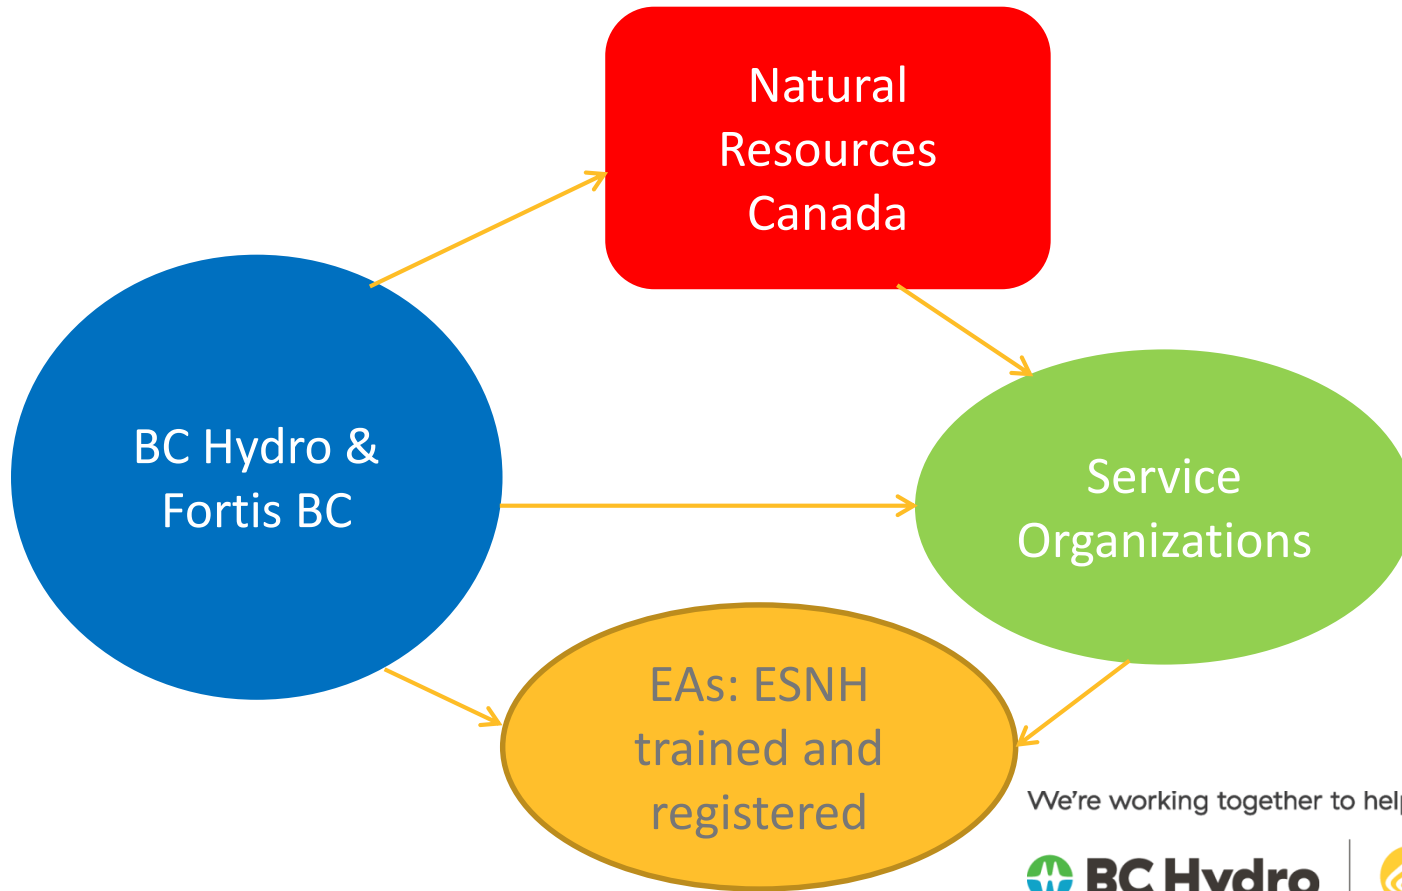 Natural
Resources
Canada
BC Hydro &
Fortis BC
Service
Organizations
EAs: ESNH
trained and
registered
We're working together to help
BC Hydro